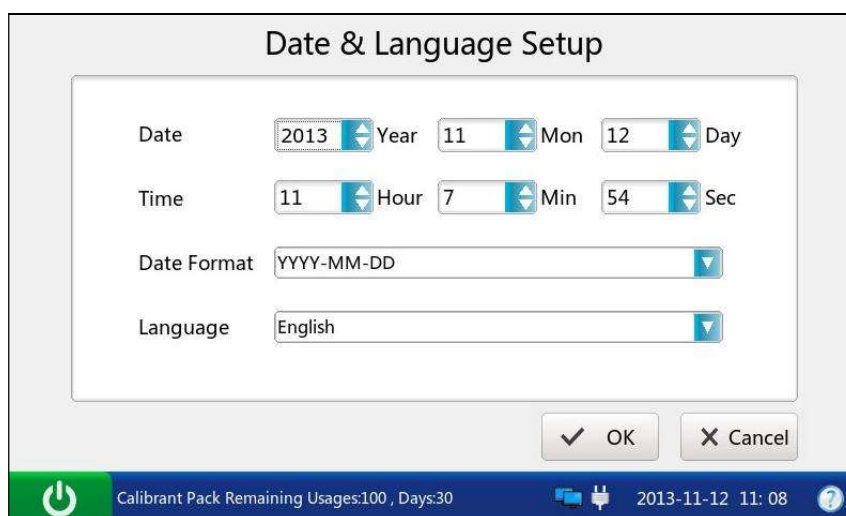 Date & Language Setup
Date 2013 Year 11 Mon 12 Day
Time 11 Hour 7 Min 54 Sec
Date Format YYYY-MM-DD
Language English
OK Cancel
Calibrant Pack Remaining Usages:100 , Days:30 2013-11-12 11: 08 ?